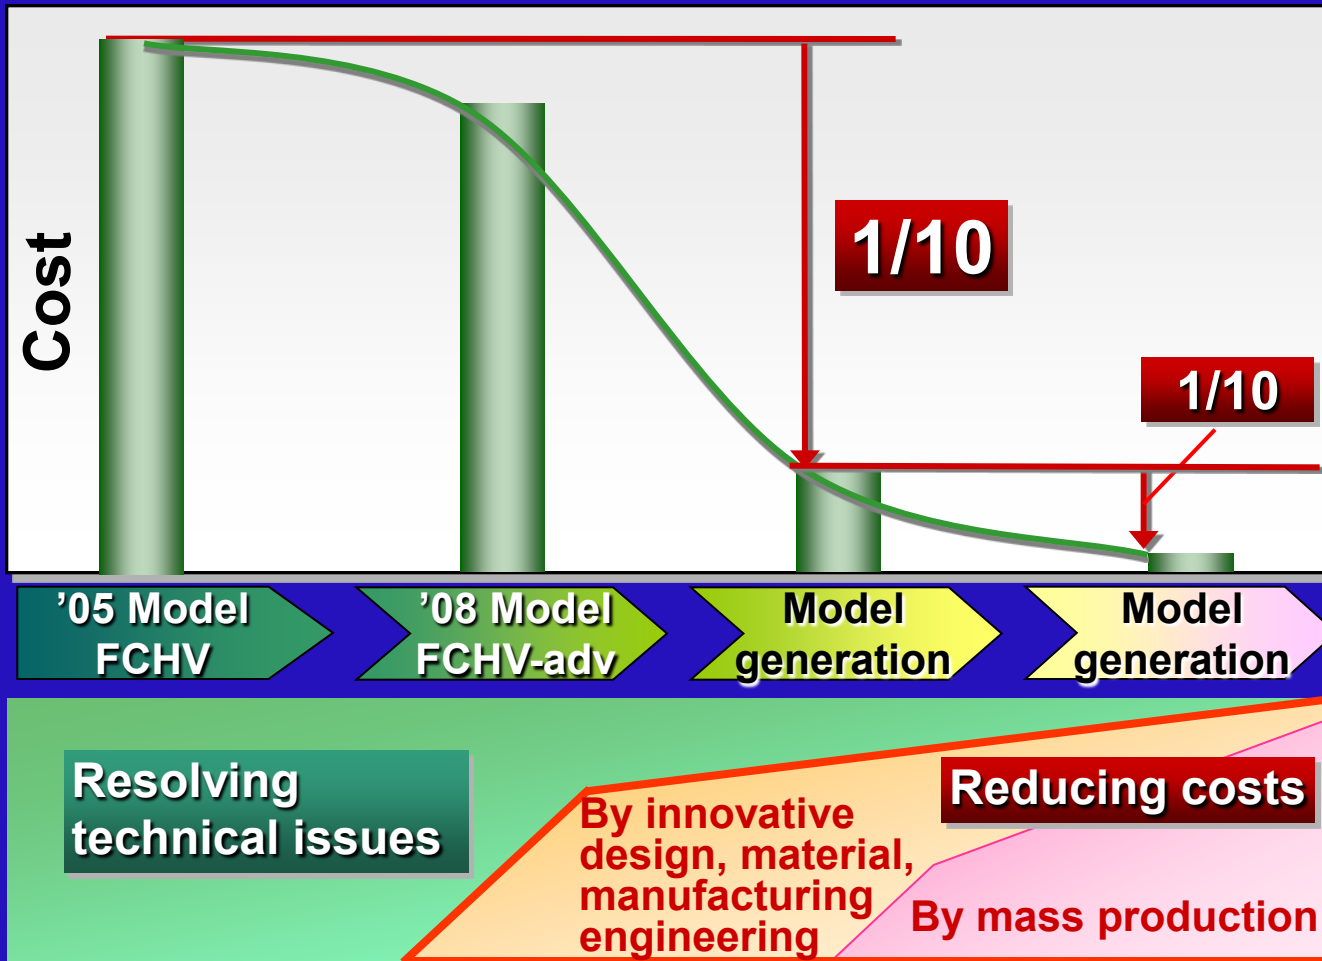 Cost
1/10
1/10
’05 Model
FCHV
’08 Model
FCHV-adv
Model
generation
Model
generation
Resolving
technical issues
By innovative
design, material,
manufacturing
engineering
Reducing costs
By mass production